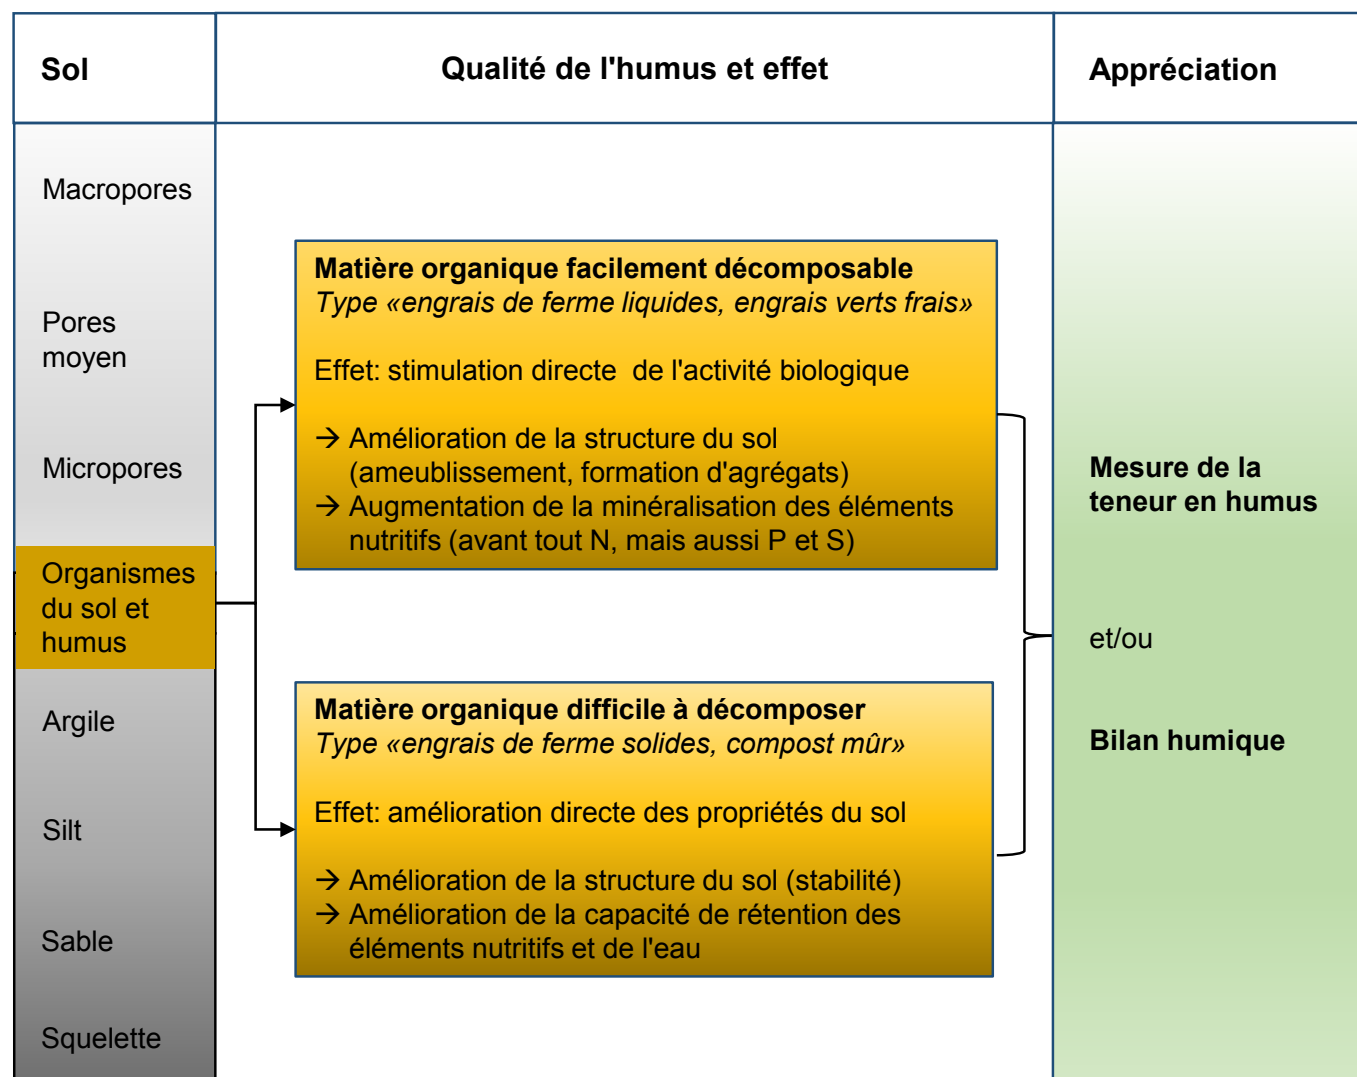 Sol
Qualité de l'humus et effet
Appréciation
Macropores
Pores
moyen
Micropores
Organismes
du sol et
humus
Argile
Silt
Sable
Squelette
Matière organique facilement décomposable
Type «engrais de ferme liquides, engrais verts frais»
Effet: stimulation directe  de l'activité biologique
→ Amélioration de la structure du sol
(ameublissement, formation d'agrégats)
→ Augmentation de la minéralisation des éléments
nutritifs (avant tout N, mais aussi P et S)
Matière organique difficile à décomposer
Type «engrais de ferme solides, compost mûr»
Effet: amélioration directe des propriétés du sol
→ Amélioration de la structure du sol (stabilité)
→ Amélioration de la capacité de rétention des
éléments nutritifs et de l'eau
Mesure de la
teneur en humus
et/ou
Bilan humique